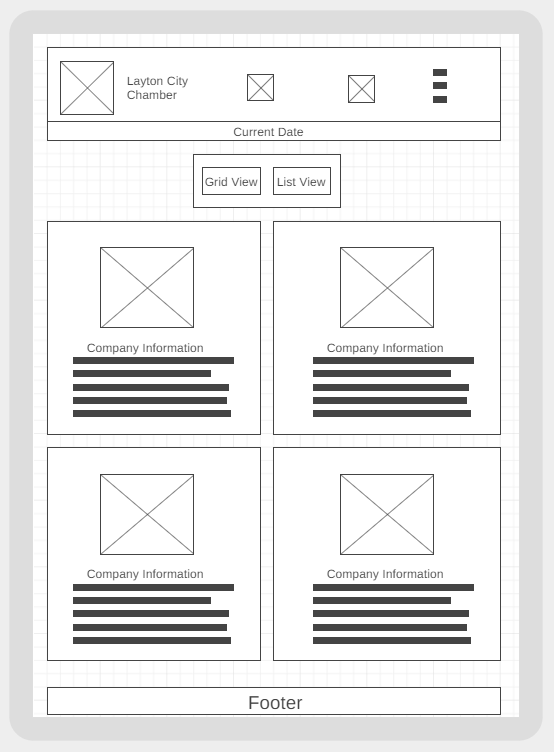 Layton City
Chamber
Current Date
Grid View
List View
Company Information
Company Information
Company Information
Company Information
Footer